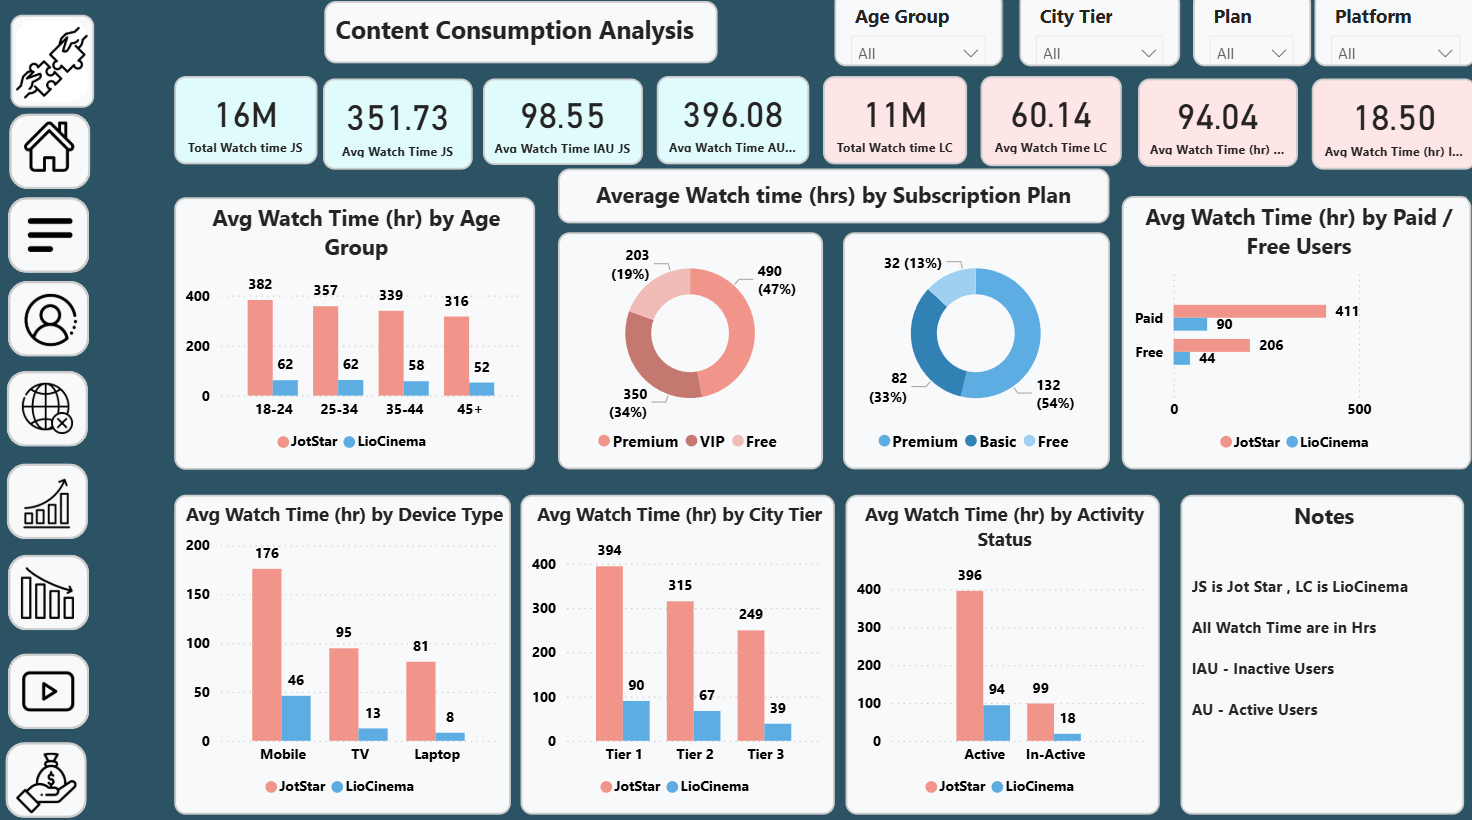 Content Consumption Analysis
Age Group
All
City Tier
All
Plan
All
Platform
All
16M
Total Watch time JS
351.73
Avg Watch Time JS
98.55
Avg Watch Time IAU JS
396.08
Avg Watch Time AU...
11M
Total Watch time LC
60.14
Avg Watch Time LC
94.04
Avg Watch Time (hr) ...
18.50
Avg Watch Time (hr) I...
Avg Watch Time (hr) by Age
Group
400
200
0
382
62
357
62
339
58
316
52
18-24
25-34
35-44
45+
JotStar
LioCinema
Average Watch time (hrs) by Subscription Plan
203
(19%)
490
(47%)
350
(34%)
Premium
VIP
Free
32 (13%)
82
(33%)
132
(54%)
Premium
Basic
Free
Avg Watch Time (hr) by Paid /
Free Users
Paid
411
90
Free
206
44
0
500
JotStar
LioCinema
Avg Watch Time (hr) by Device Type
200
150
100
50
0
176
46
95
13
81
8
Mobile
TV
Laptop
JotStar
LioCinema
Avg Watch Time (hr) by City Tier
400
300
200
100
0
394
90
315
67
249
39
Tier 1
Tier 2
Tier 3
JotStar
LioCinema
Avg Watch Time (hr) by Activity
Status
400
300
200
100
0
396
94
99
18
Active
In-Active
JotStar
LioCinema
Notes
JS is Jot Star , LC is LioCinema
All Watch Time are in Hrs
IAU - Inactive Users
AU - Active Users